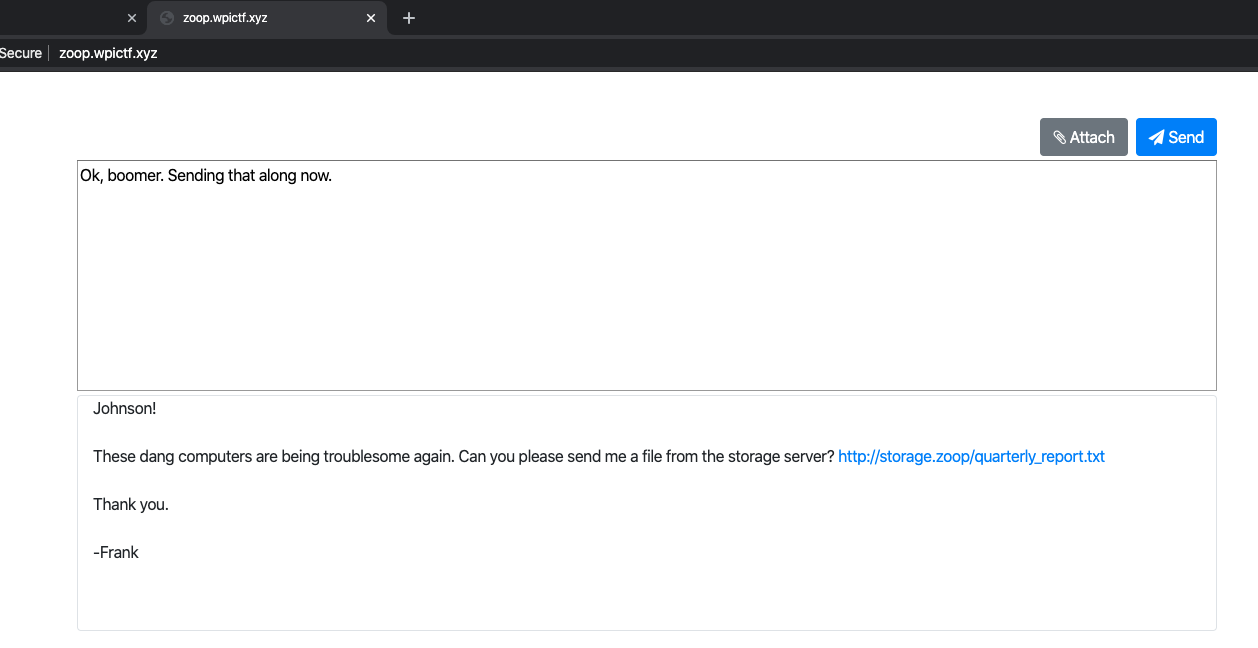 zoop.wpictf.xyz
Secure zoop.wpictf.xyz
Attach Send
Ok, boomer. Sending that along now.
Johnson!
These dang computers are being troublesome again. Can you please send me a file from the storage server? http://storage.zoop/quarterly_report.txt
Thank you.
-Frank